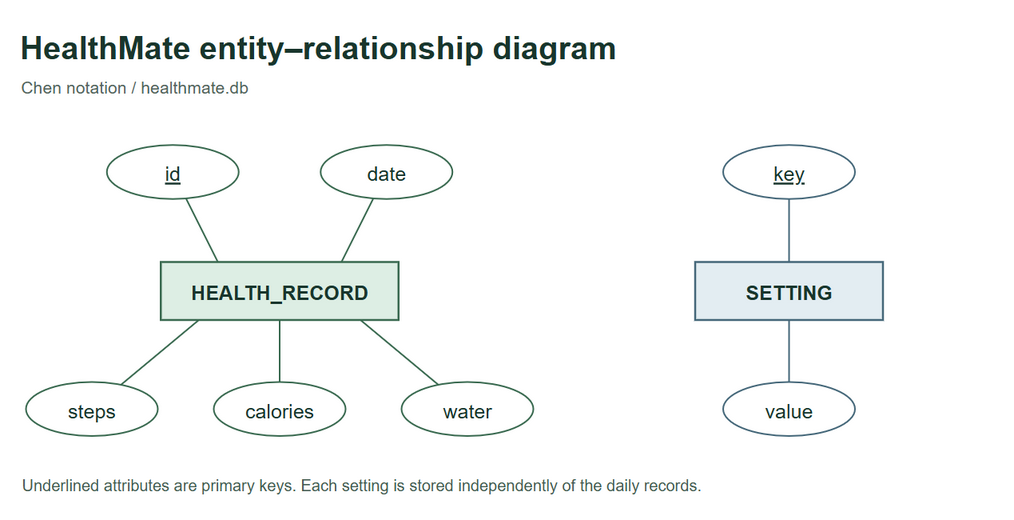 HealthMate entity–relationship diagram
Chen notation / healthmate.db
id
date
key
HEALTH_RECORD
SETTING
steps
calories
water
value
Underlined attributes are primary keys. Each setting is stored independently of the daily records.